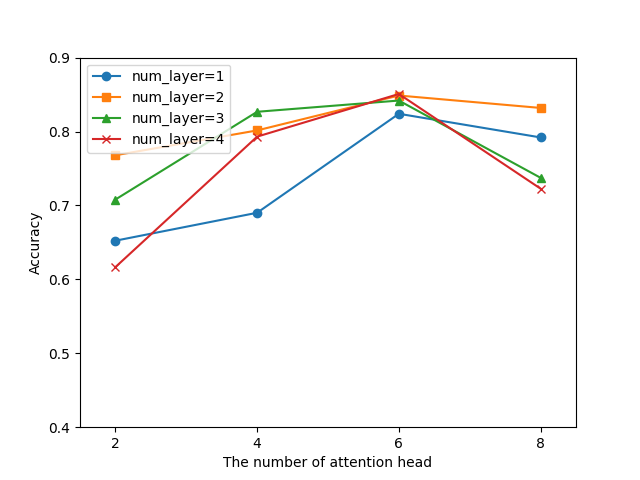 0.9
0.8
0.7
0.6
0.5
0.4
Accuracy
num_layer=1
num_layer=2
num_layer=3
num_layer=4
2 4 6 8
The number of attention head